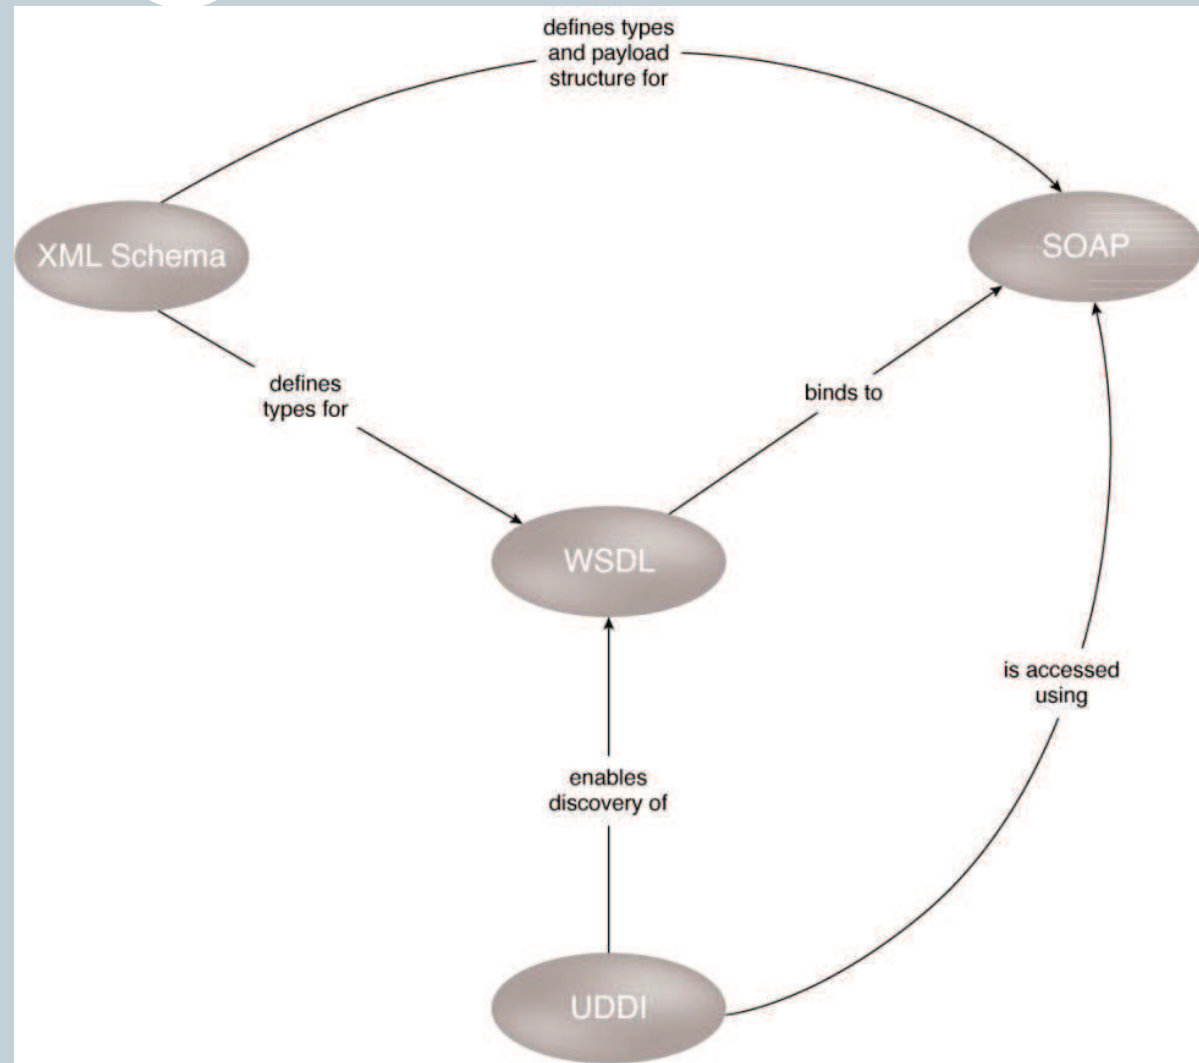 defines types
and payload
structure for
XML Schema
SOAP
defines
types for
binds to
WSDL
is accessed
using
enables
discovery of
UDDI